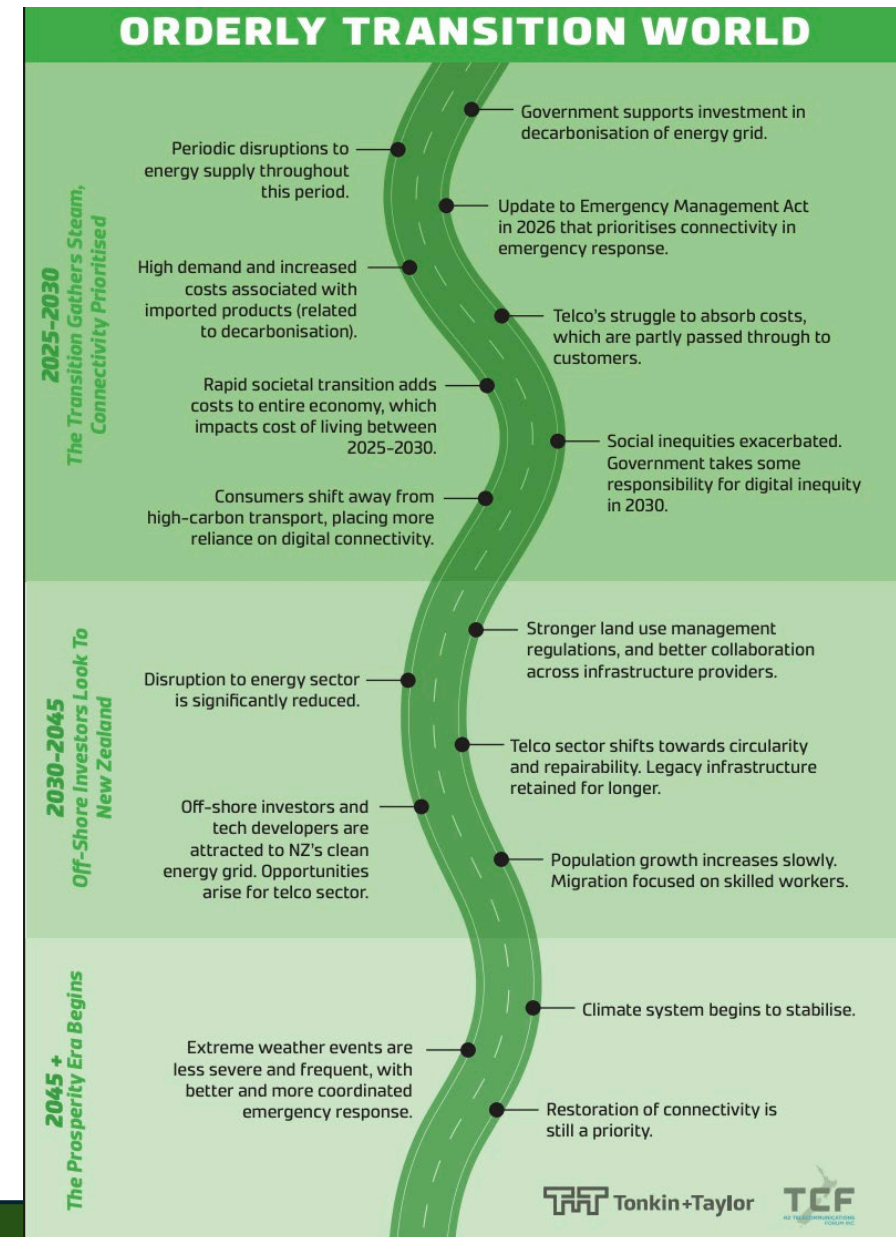 ORDERLY TRANSITION WORLD
2025-2030
The Transition Gathers Steam,
Connectivity Prioritised
Government supports investment in
decarbonisation of energy grid.
Periodic disruptions to
energy supply throughout
this period.
Update to Emergency Management Act
in 2026 that prioritises connectivity in
emergency response.
High demand and increased
costs associated with
imported products (related
to decarbonisation).
Telco's struggle to absorb costs,
which are partly passed through to
customers.
Rapid societal transition adds
costs to entire economy, which
impacts cost of living between
2025-2030.
Social inequities exacerbated.
Government takes some
responsibility for digital inequity
in 2030.
Consumers shift away from
high-carbon transport, placing more
reliance on digital connectivity.
2030-2045
Off-Shore Investors Look To
New Zealand
Stronger land use management
regulations, and better collaboration
across infrastructure providers.
Disruption to energy sector
is significantly reduced.
Telco sector shifts towards circularity
and repairability. Legacy infrastructure
retained for longer.
Off-shore investors and
tech developers are
attracted to NZ's clean
energy grid. Opportunities
arise for telco sector.
Population growth increases slowly.
Migration focused on skilled workers.
2045 +
The Prosperity Era Begins
Climate system begins to stabilise.
Extreme weather events are
less severe and frequent, with
better and more coordinated
emergency response.
Restoration of connectivity is
still a priority.
Tonkin+Taylor
TCF
NZ TELECOMMUNICATIONS
FORUM INC